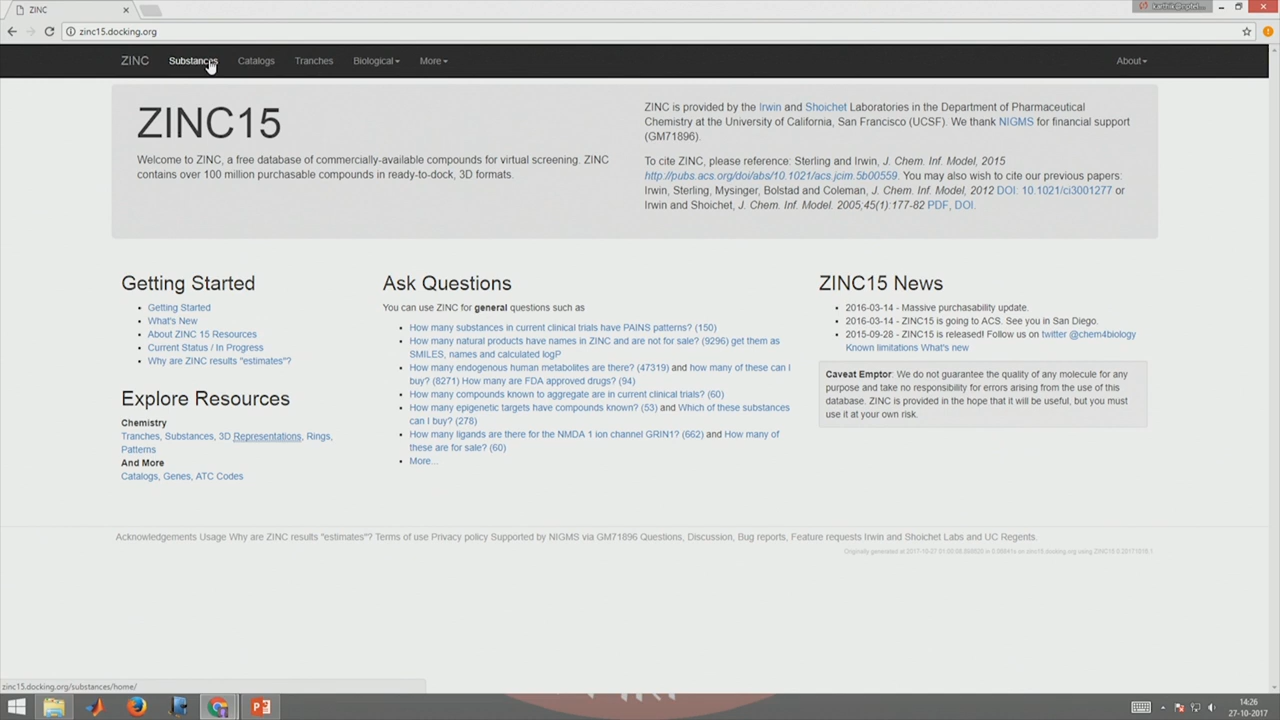 ZINC
zinc15.docking.org
ZINC Substances Catalogs Tranches Biological More About
ZINC15
Welcome to ZINC, a free database of commercially-available compounds for virtual screening. ZINC
contains over 100 million purchasable compounds in ready-to-dock, 3D formats.
ZINC is provided by the Irwin and Shoichet Laboratories in the Department of Pharmaceutical
Chemistry at the University of California, San Francisco (UCSF). We thank NIGMS for financial support
(GM71896).
To cite ZINC, please reference: Sterling and Irwin, J. Chem. Inf. Model, 2015
http://pubs.acs.org/doi/abs/10.1021/acs.jcim.5b00559. You may also wish to cite our previous papers:
Irwin, Sterling, Mysinger, Bolstad and Coleman, J. Chem. Inf. Model, 2012 DOI: 10.1021/ci3001277 or
Irwin and Shoichet, J. Chem. Inf. Model. 2005;45(1):177-82 PDF, DOI.
Getting Started
Getting Started
What's New
About ZINC 15 Resources
Current Status / In Progress
Why are ZINC results "estimates"?
Explore Resources
Chemistry
Tranches, Substances, 3D Representations, Rings,
Patterns
And More
Catalogs, Genes, ATC Codes
Ask Questions
You can use ZINC for general questions such as
How many substances in current clinical trials have PAINS patterns? (150)
How many natural products have names in ZINC and are not for sale? (9296) get them as
SMILES, names and calculated logP
How many endogenous human metabolites are there? (47319) and how many of these can I
buy? (8271) How many are FDA approved drugs? (94)
How many compounds known to aggregate are in current clinical trials? (60)
How many epigenetic targets have compounds known? (53) and Which of these substances
can I buy? (278)
How many ligands are there for the NMDA 1 ion channel GRIN1? (662) and How many of
these are for sale? (60)
More...
ZINC15 News
2016-03-14 - Massive purchasability update.
2016-03-14 - ZINC15 is going to ACS. See you in San Diego.
2015-09-28 - ZINC15 is released! Follow us on twitter @chem4biology
Known limitations What's new
Caveat Emptor: We do not guarantee the quality of any molecule for any
purpose and take no responsibility for errors arising from the use of this
database. ZINC is provided in the hope that it will be useful, but you must
use it at your own risk.
Acknowledgements Usage Why are ZINC results "estimates"? Terms of use Privacy policy Supported by NIGMS via GM71896 Questions, Discussion, Bug reports, Feature requests Irwin and Shoichet Labs and UC Regents.
zinc15.docking.org/substances/home/
14:26
27-10-2017